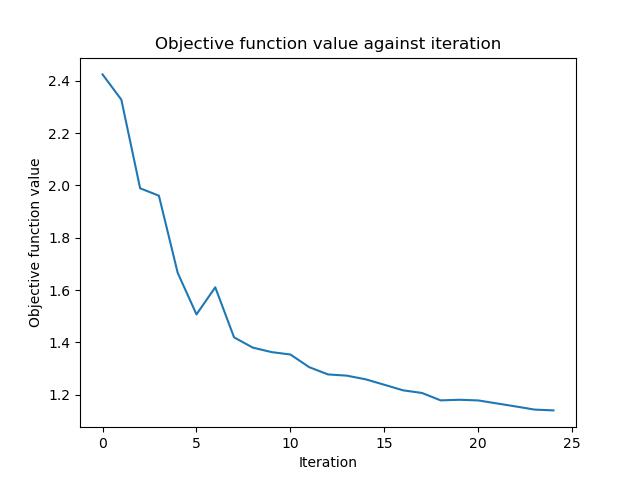 Objective function value against iteration
Objective function value
2.4
2.2
2.0
1.8
1.6
1.4
1.2
0 5 10 15 20 25
Iteration